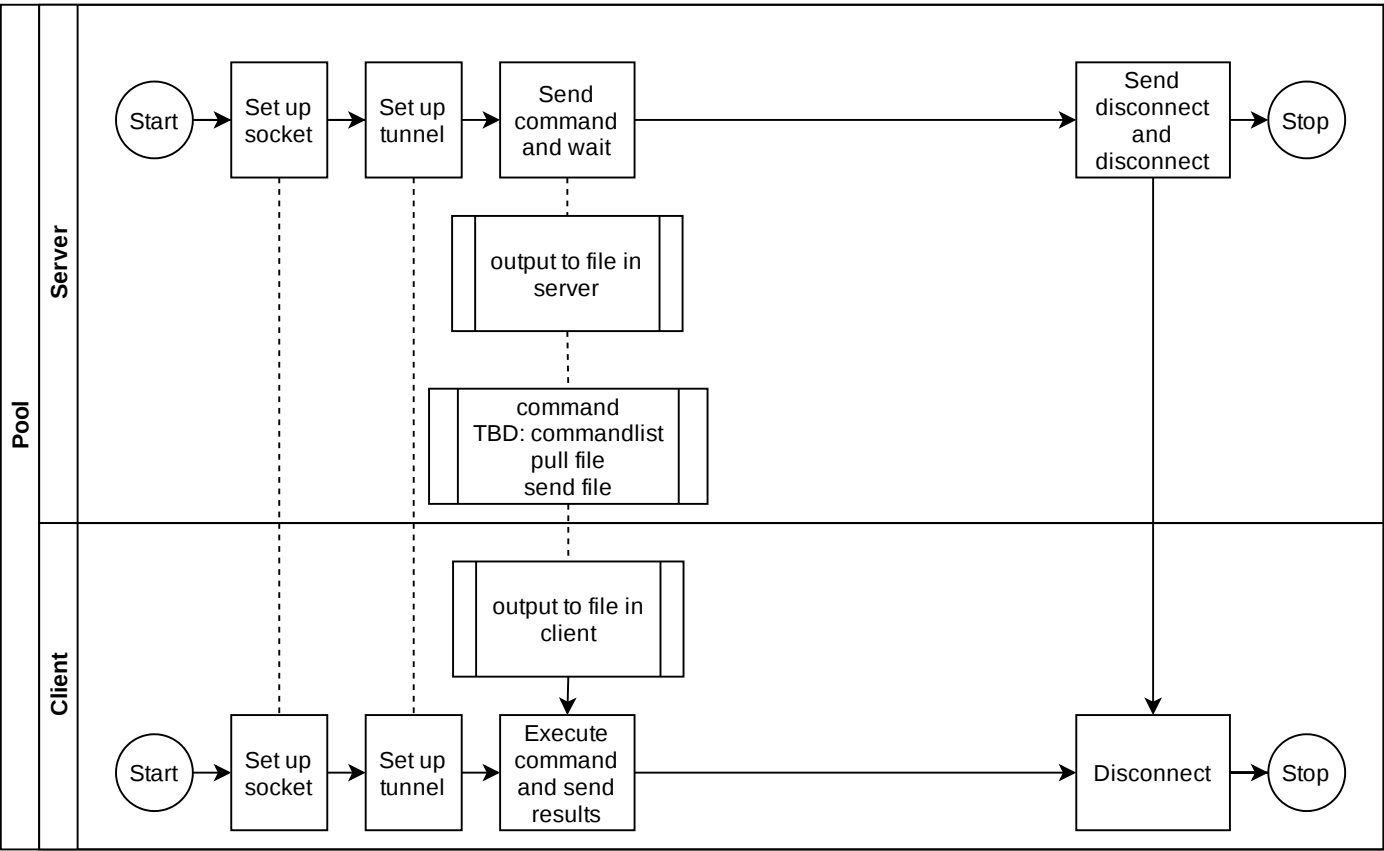 Pool
Server
Start
Set up
socket
Set up
tunnel
Send
command
and wait
Send
disconnect
and
disconnect
Stop
output to file in
server
command
TBD: commandlist
pull file
send file
Client
output to file in
client
Start
Set up
socket
Set up
tunnel
Execute
command
and send
results
Disconnect
Stop